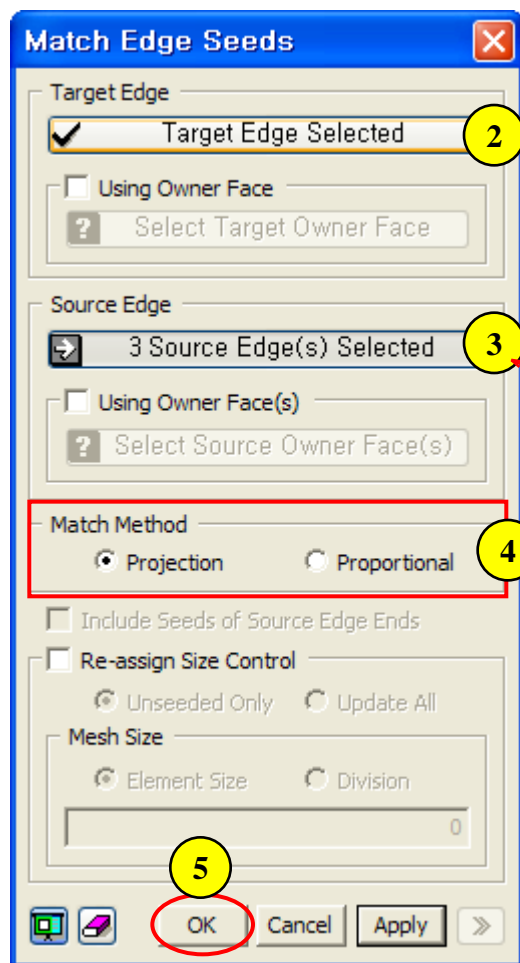 Match Edge Seeds
Target Edge
Target Edge Selected
2
Using Owner Face
? Select Target Owner Face
Source Edge
3 Source Edge(s) Selected
3
Using Owner Face(s)
? Select Source Owner Face(s)
Match Method
Projection Proportional
4
Include Seeds of Source Edge Ends
Re-assign Size Control
Unseeded Only Update All
Mesh Size
Element Size Division
0
5
OK Cancel Apply